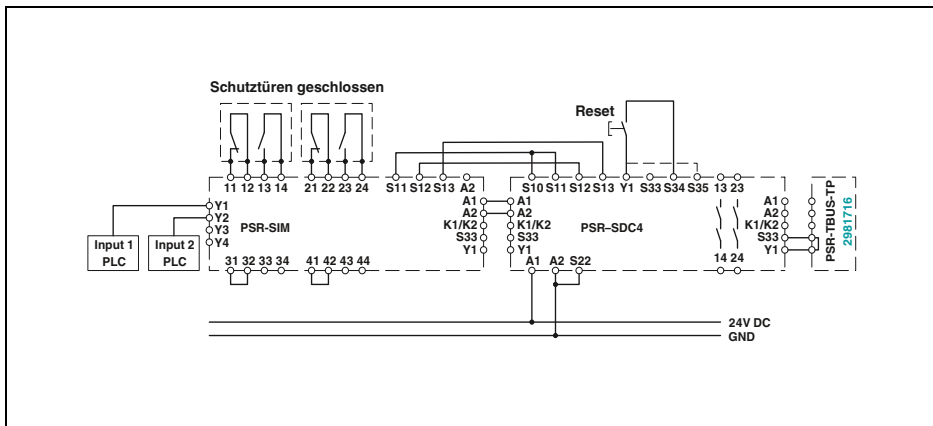 Schutztüren geschlossen
Reset
11 12 13 14 21 22 23 24 S11 S12 S13 A2 S10 S11 S12 S13 Y1 S33 S34 S35 13 23
Y1
Y2
Y3
Y4
PSR-SIM
A1
A2
K1/K2
S33
Y1
A1
A2
K1/K2
S33
Y1
PSR–SDC4
A1
A2
K1/K2
S33
Y1
PSR-TBUS-TP
2981716
Input 1
PLC
Input 2
PLC
31 32 33 34 41 42 43 44 A1 A2 S22 14 24
24V DC
GND